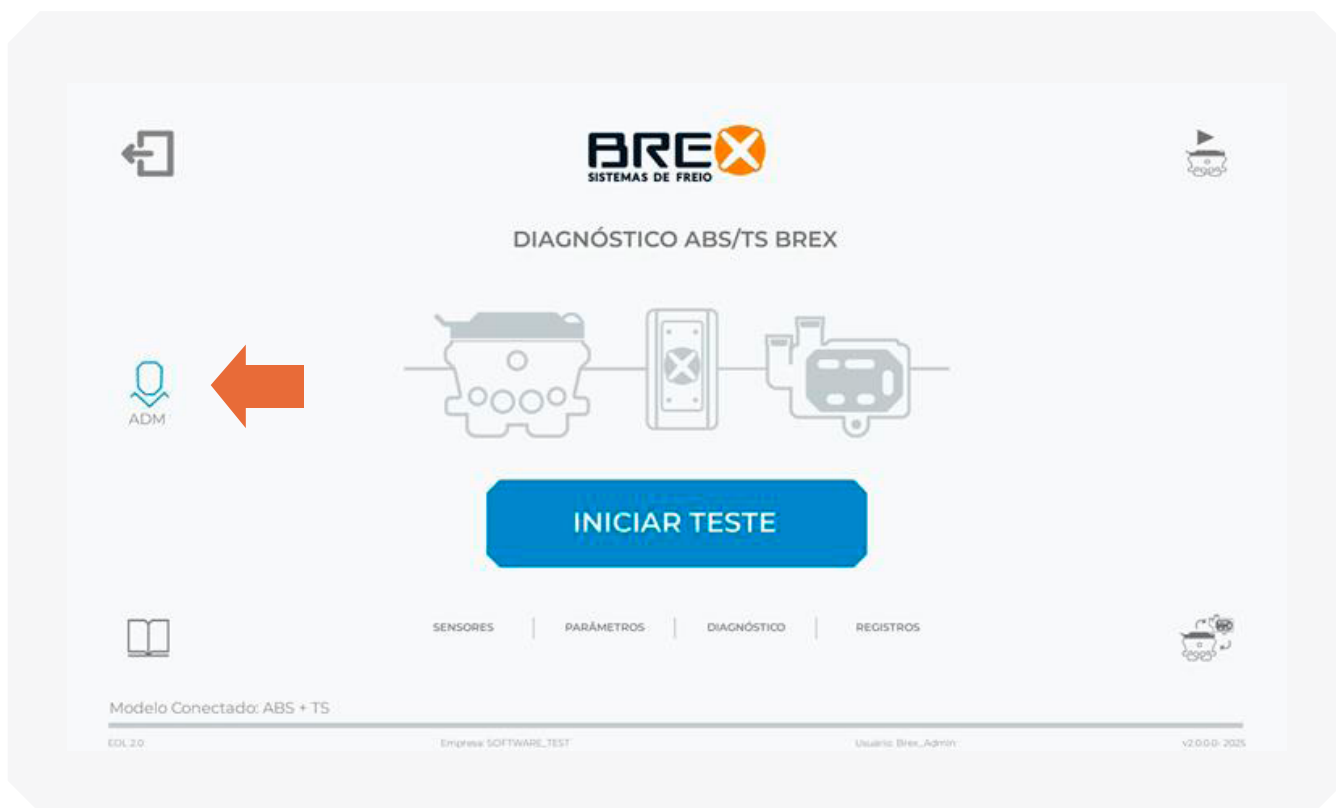 BREX
SISTEMAS DE FREIO
DIAGNÓSTICO ABS/TS BREX
ADM
INICIAR TESTE
SENSORES | PARÂMETROS | DIAGNÓSTICO | REGISTROS
Modelo Conectado: ABS + TS
EOL 2.0 Empresa: SOFTWARE_TEST Usuário: Brex_Admin v2.0.0.0- 2025